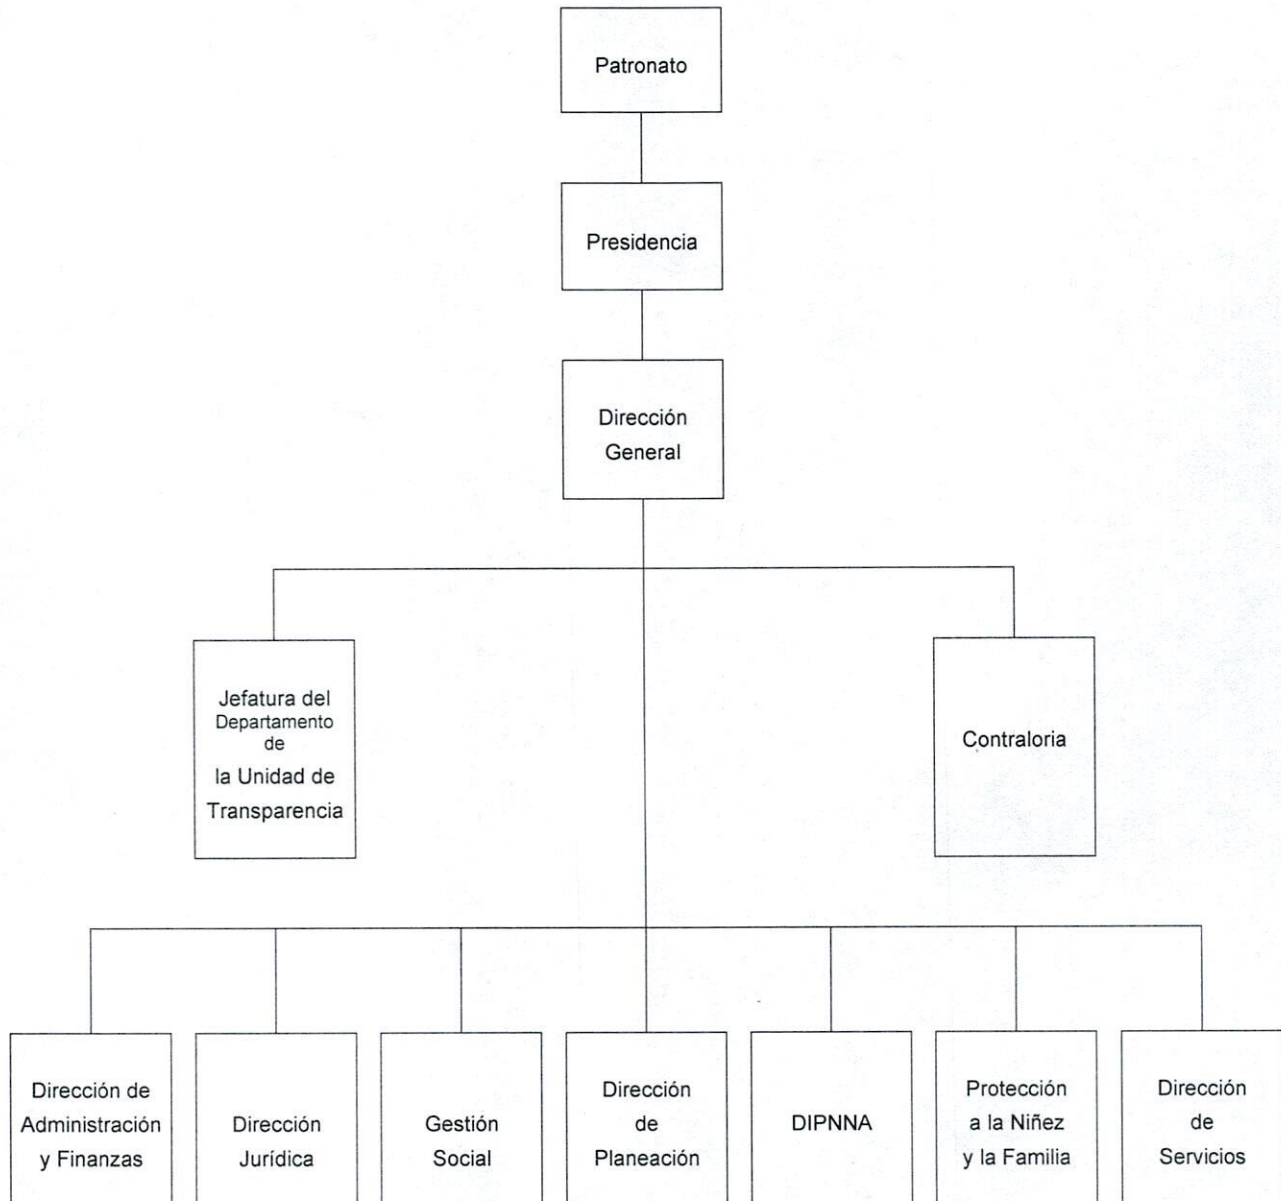 Patronato
Presidencia
Dirección
General
Jefatura del
Departamento
de
la Unidad de
Transparencia
Contraloria
Dirección de
Administración
y Finanzas
Dirección
Jurídica
Gestión
Social
Dirección
de
Planeación
DIPNNA
Protección
a la Niñez
y la Familia
Dirección
de
Servicios